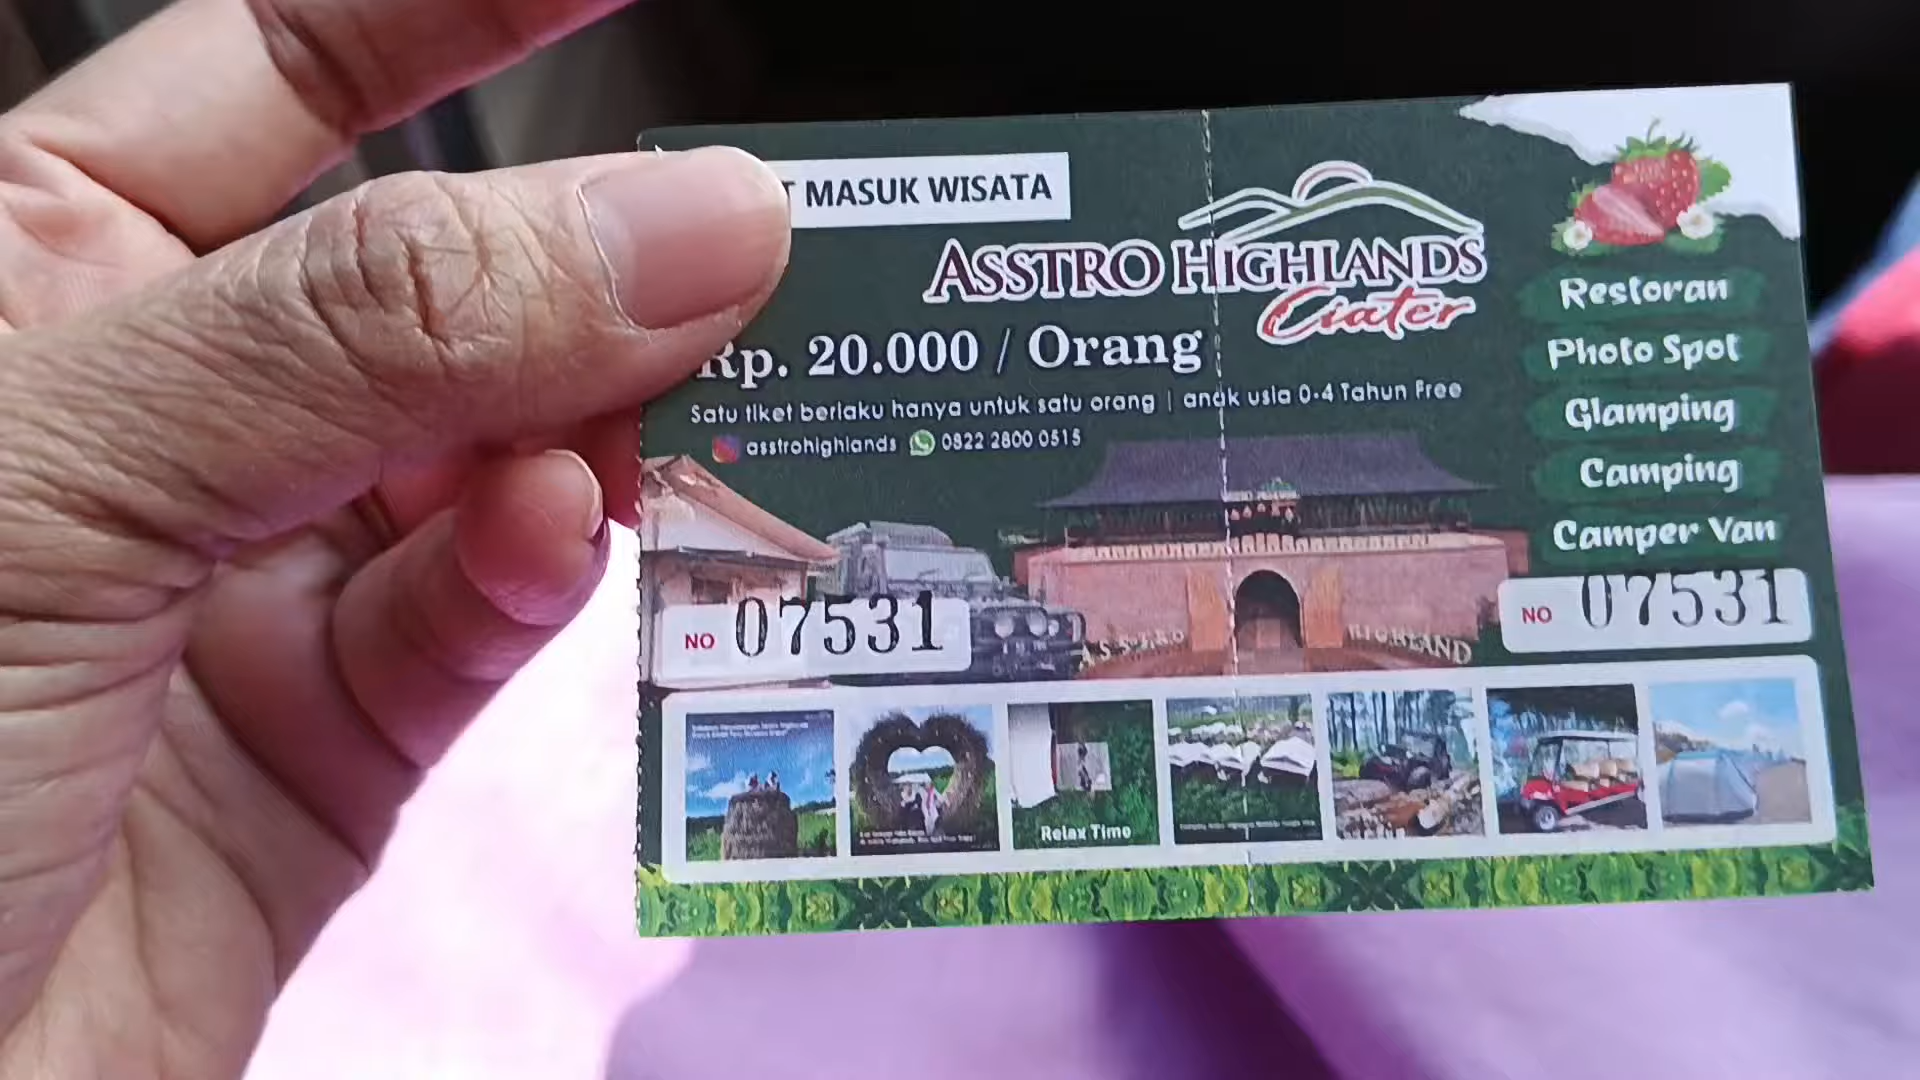 T MASUK WISATA
ASSTRO HIGHLANDS
Ciater
Rp. 20.000 / Orang
Satu tiket berlaku hanya untuk satu orang | anak usia 0-4 Tahun Free
asstrohighlands 0822 2800 0515
Restoran
Photo Spot
Glamping
Camping
Camper Van
ASSTRO HIGHLAND
NO 07531
NO 07531
Relax Time